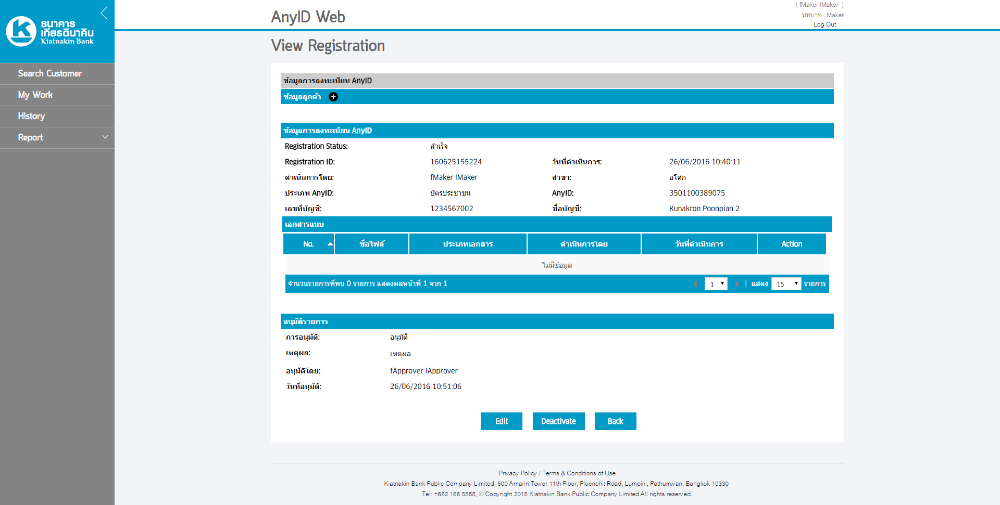 ธนาคาร
เกียรตินาคิน
Kiatnakin Bank
Search Customer
My Work
History
Report
AnyID Web
( fMaker lMaker )
บทบาท : Maker
Log Out
View Registration
ข้อมูลการลงทะเบียน AnyID
ข้อมูลลูกค้า
ข้อมูลการลงทะเบียน AnyID
Registration Status: สำเร็จ
Registration ID: 160625155224 วันที่ดำเนินการ: 26/06/2016 10:40:11
ดำเนินการโดย: fMaker lMaker สาขา: อโศก
ประเภท AnyID: บัตรประชาชน AnyID: 3501100389075
เลขที่บัญชี: 1234567002 ชื่อบัญชี: Kunakron Poonpian 2
เอกสารแนบ
No. ชื่อไฟล์ ประเภทเอกสาร ดำเนินการโดย วันที่ดำเนินการ Action
ไม่มีข้อมูล
จำนวนรายการที่พบ 0 รายการ แสดงผลหน้าที่ 1 จาก 1 1 | แสดง 15 รายการ
อนุมัติรายการ
การอนุมัติ: อนุมัติ
เหตุผล: เหตุผล
อนุมัติโดย: fApprover lApprover
วันที่อนุมัติ: 26/06/2016 10:51:06
Edit Deactivate Back
Privacy Policy / Terms & Conditions of Use
Kiatnakin Bank Public Company Limited, 500 Amarin Tower 11th Floor, Ploenchit Road, Lumpini, Pathumwan, Bangkok 10330
Tel: +662 165 5555, © Copyright 2015 Kiatnakin Bank Public Company Limited All rights reserved.